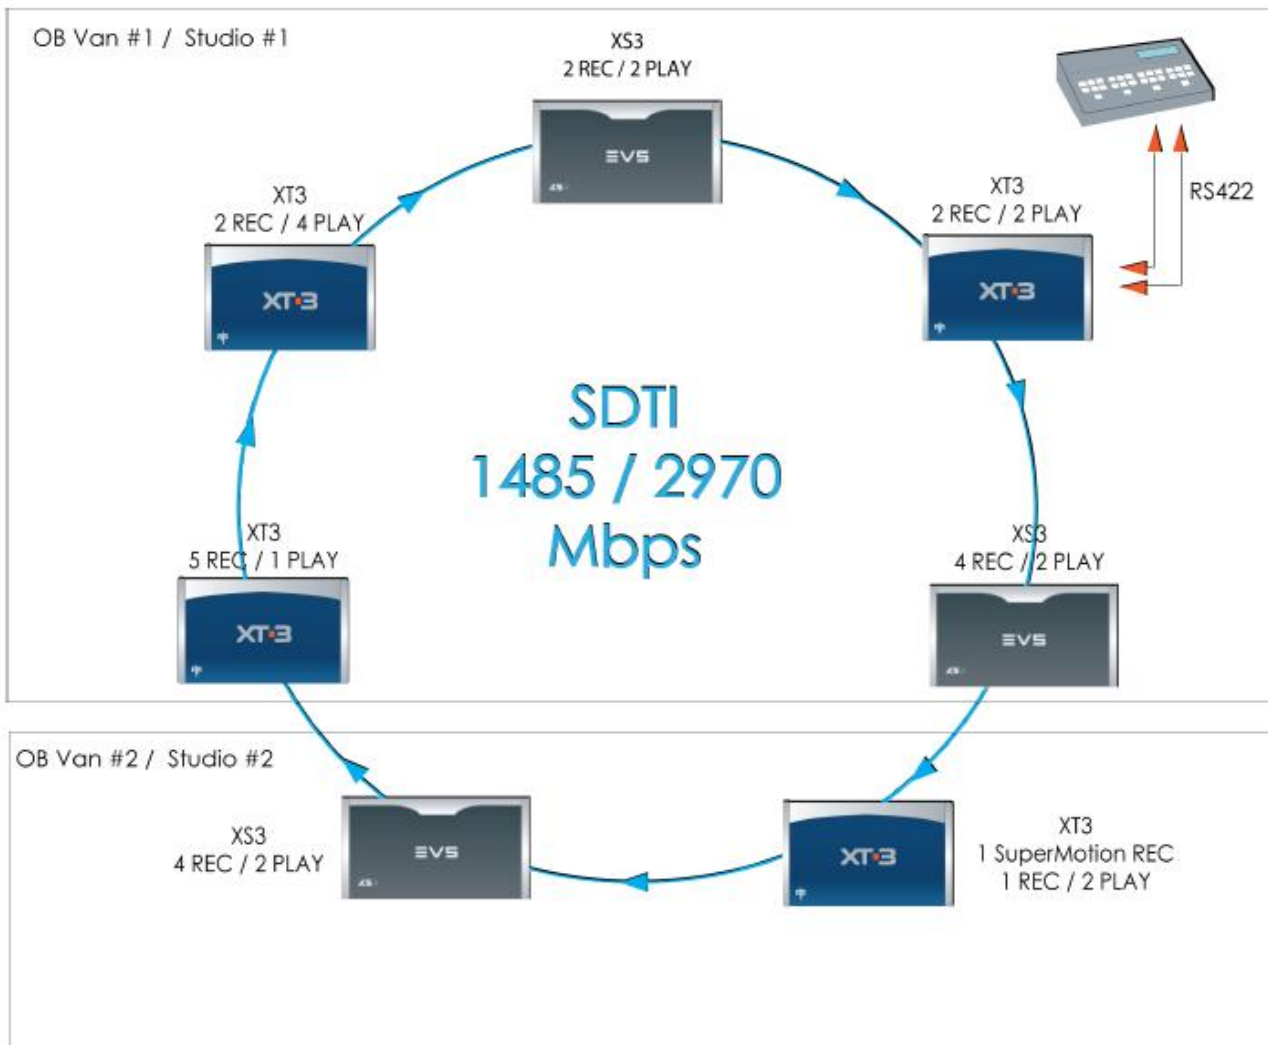 OB Van #1 / Studio #1
XS3
2 REC / 2 PLAY
EVS
XT3
2 REC / 4 PLAY
XT3
2 REC / 2 PLAY
RS422
XT3
XT3
SDTI
1485 / 2970
Mbps
XT3
5 REC / 1 PLAY
XS3
4 REC / 2 PLAY
XT3
EVS
OB Van #2 / Studio #2
XS3
4 REC / 2 PLAY
EVS
XT3
XT3
1 SuperMotion REC
1 REC / 2 PLAY